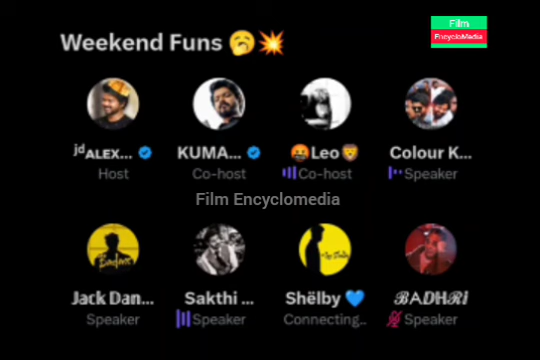 Film
EncycloMedia
Weekend Funs 🥱💥
ʲᵈALEX... KUMA... 🤬Leo🦁 Colour K...
Host Co-host Co-host Speaker
Film Encyclomedia
Badass
Jack Dan... Sakthi ... Shëlby 💙 ℬADHℛi
Speaker Speaker Connecting.. Speaker